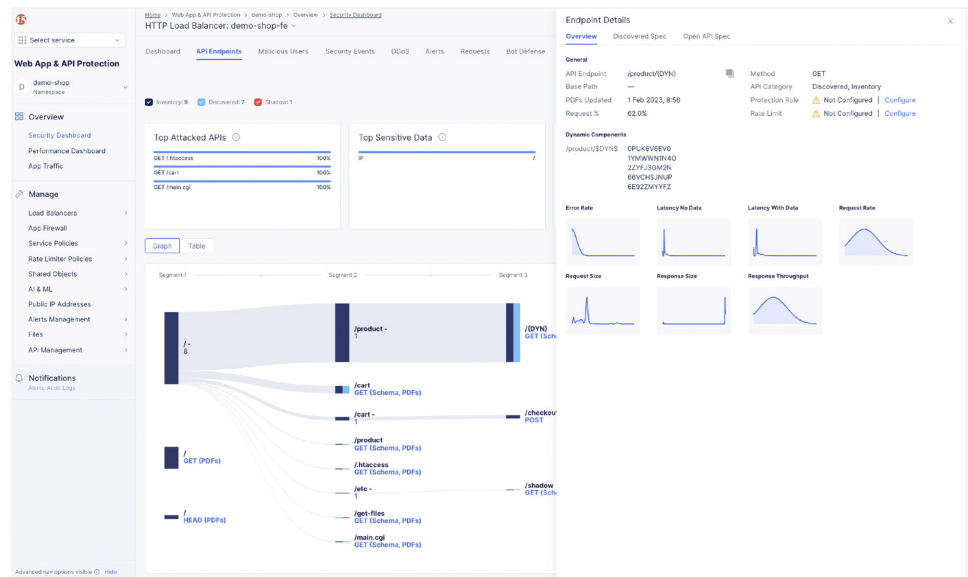 Home > Web App & API Protection > demo-shop > Overview > Security Dashboard
HTTP Load Balancer: demo-shop-fe
Select service
Web App & API Protection
D demo-shop
Namespace
Overview
Security Dashboard
Performance Dashboard
App Traffic
Manage
Load Balancers
App Firewall
Service Policies
Rate Limiter Policies
Shared Objects
AI & ML
Public IP Addresses
Alerts Management
Files
API Management
Notifications
Alerts, Audit Logs
Advanced nav options visible Hide
Dashboard API Endpoints Malicious Users Security Events DDoS Alerts Requests Bot Defense
Inventory: 9 Discovered: 7 Shadow: 1
Top Attacked APIs
GET /.htaccess 100%
GET /cart 100%
GET /main.cgi 100%
Top Sensitive Data
IP 7
Graph Table
Segment 1 Segment 2 Segment 3
/ -
6
/
GET (PDFs)
/
HEAD (PDFs)
/product -
1
/cart
GET (Schema, PDFs)
/cart -
1
/product
GET (Schema, PDFs)
/.htaccess
GET (Schema, PDFs)
/etc -
1
/get-files
GET (Schema, PDFs)
/main.cgi
GET (Schema, PDFs)
/{DYN}
GET (Sch
/checkou
POST
/shadow
GET (Sch
Endpoint Details
Overview Discovered Spec Open API Spec
General
API Endpoint /product/{DYN} Method GET
Base Path — API Category Discovered, Inventory
PDFs Updated 1 Feb 2023, 8:56 Protection Rule Not Configured | Configure
Request % 62.0% Rate Limit Not Configured | Configure
Dynamic Components
/product/$DYN$ 0PUK6V6EV0
1YMWWN1N4O
2ZYFJ3GM2N
66VCHSJNUP
6E92ZMYYFZ
Error Rate Latency No Data Latency With Data Request Rate
Request Size Response Size Response Throughput